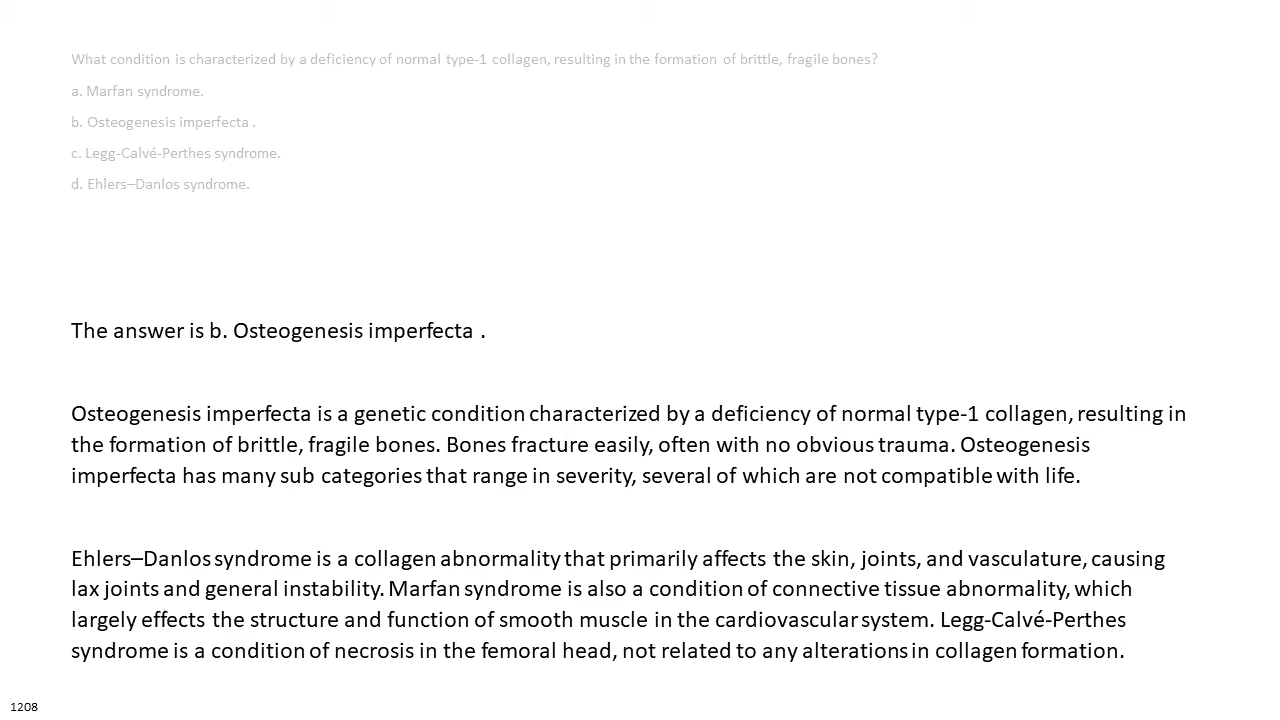 What condition is characterized by a deficiency of normal type-1 collagen, resulting in the formation of brittle, fragile bones?
a. Marfan syndrome.
b. Osteogenesis imperfecta .
c. Legg-Calvé-Perthes syndrome.
d. Ehlers–Danlos syndrome.
The answer is b. Osteogenesis imperfecta .
Osteogenesis imperfecta is a genetic condition characterized by a deficiency of normal type-1 collagen, resulting in
the formation of brittle, fragile bones. Bones fracture easily, often with no obvious trauma. Osteogenesis
imperfecta has many sub categories that range in severity, several of which are not compatible with life.
Ehlers–Danlos syndrome is a collagen abnormality that primarily affects the skin, joints, and vasculature, causing
lax joints and general instability. Marfan syndrome is also a condition of connective tissue abnormality, which
largely effects the structure and function of smooth muscle in the cardiovascular system. Legg-Calvé-Perthes
syndrome is a condition of necrosis in the femoral head, not related to any alterations in collagen formation.
1208